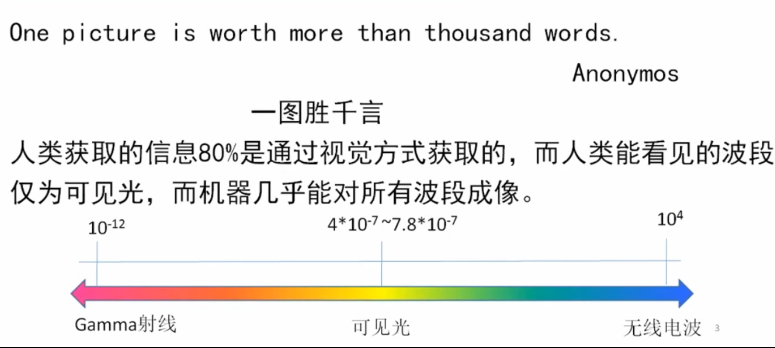 One picture is worth more than thousand words.
Anonymos
一图胜千言
人类获取的信息80%是通过视觉方式获取的，而人类能看见的波段
仅为可见光，而机器几乎能对所有波段成像。
10⁻¹² 4*10⁻⁷~7.8*10⁻⁷ 10⁴
Gamma射线 可见光 无线电波 3